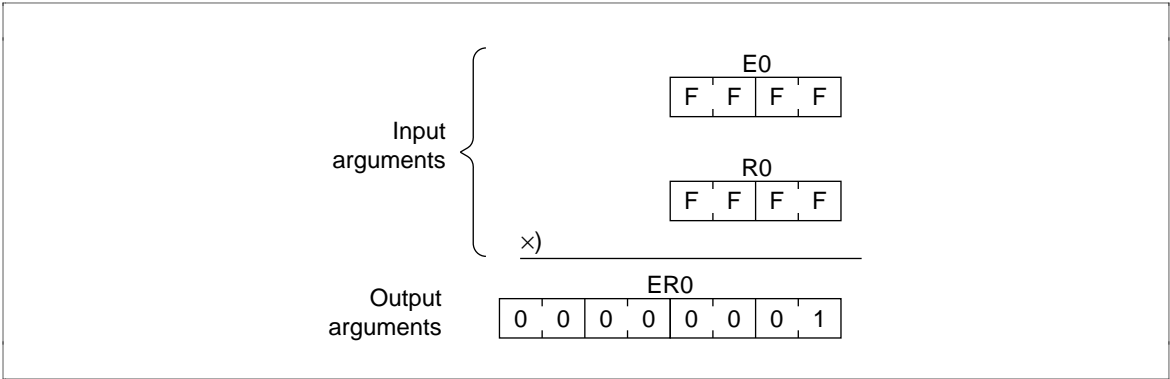 E0
F F F F
Input
arguments
R0
F F F F
×)
ER0
Output
arguments
0 0 0 0 0 0 0 1